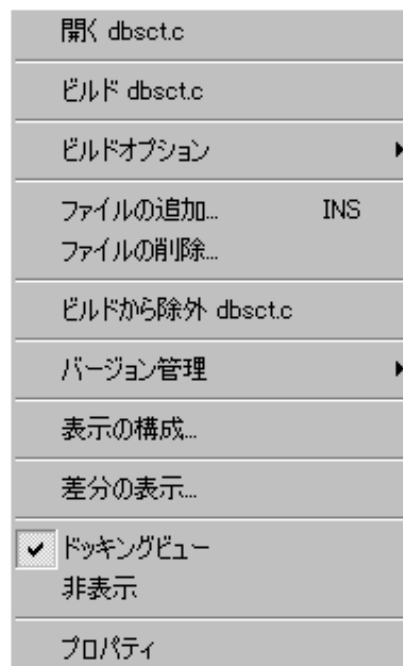 開く dbsct.c
ビルド dbsct.c
ビルドオプション
ファイルの追加... INS
ファイルの削除...
ビルドから除外 dbsct.c
バージョン管理
表示の構成...
差分の表示...
ドッキングビュー
非表示
プロパティ